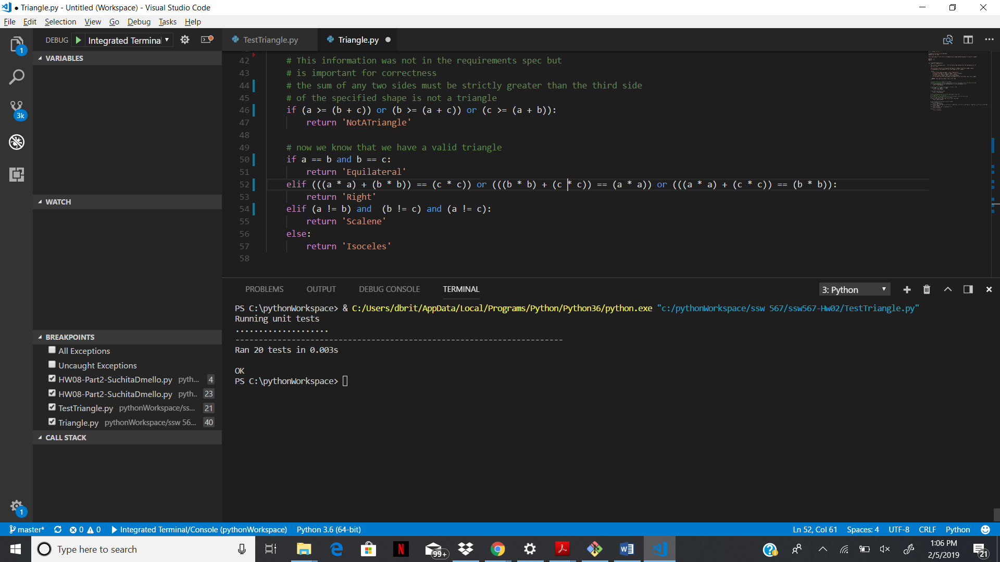 Triangle.py - Untitled (Workspace) - Visual Studio Code
File Edit Selection View Go Debug Tasks Help
DEBUG Integrated Termina
TestTriangle.py Triangle.py
1
3k
VARIABLES
WATCH
BREAKPOINTS
All Exceptions
Uncaught Exceptions
HW08-Part2-SuchitaDmello.py pyth... 4
HW08-Part2-SuchitaDmello.py pyth.. 23
TestTriangle.py pythonWorkspace/ss... 21
Triangle.py pythonWorkspace/ssw 56... 40
CALL STACK
1
42 # This information was not in the requirements spec but
43 # is important for correctness
44 # the sum of any two sides must be strictly greater than the third side
45 # of the specified shape is not a triangle
46 if (a >= (b + c)) or (b >= (a + c)) or (c >= (a + b)):
47 return 'NotATriangle'
48
49 # now we know that we have a valid triangle
50 if a == b and b == c:
51 return 'Equilateral'
52 elif (((a * a) + (b * b)) == (c * c)) or (((b * b) + (c * c)) == (a * a)) or (((a * a) + (c * c)) == (b * b)):
53 return 'Right'
54 elif (a != b) and  (b != c) and (a != c):
55 return 'Scalene'
56 else:
57 return 'Isoceles'
58
PROBLEMS OUTPUT DEBUG CONSOLE TERMINAL 3: Python
PS C:\pythonWorkspace> & C:/Users/dbrit/AppData/Local/Programs/Python/Python36/python.exe "c:/pythonWorkspace/ssw 567/ssw567-Hw02/TestTriangle.py"
Running unit tests
....................
----------------------------------------------------------------------
Ran 20 tests in 0.003s
OK
PS C:\pythonWorkspace>
master* 0 0 Integrated Terminal/Console (pythonWorkspace) Python 3.6 (64-bit) Ln 52, Col 61 Spaces: 4 UTF-8 CRLF Python
Type here to search
99+
1:06 PM
2/5/2019
21